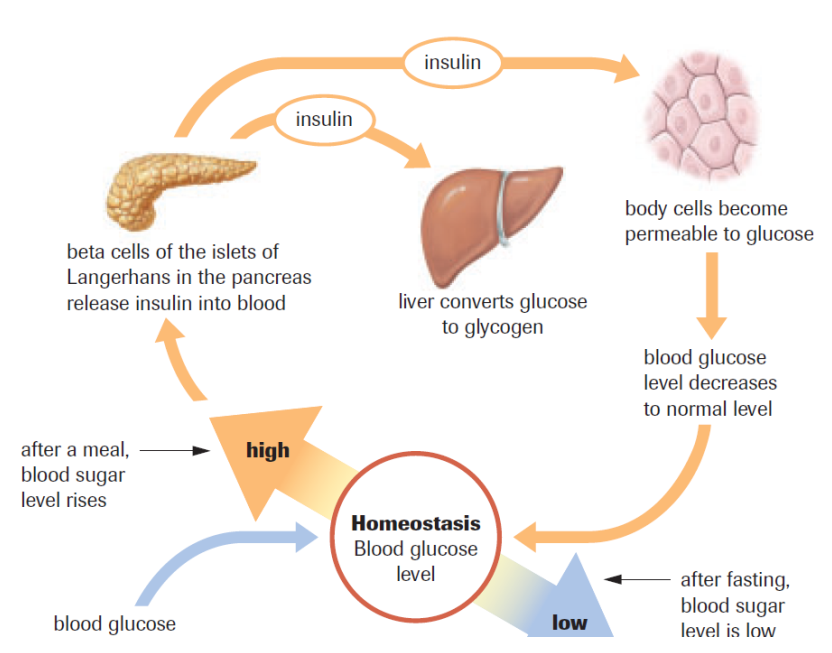 insulin
insulin
beta cells of the islets of
Langerhans in the pancreas
release insulin into blood
liver converts glucose
to glycogen
body cells become
permeable to glucose
blood glucose
level decreases
to normal level
after a meal,
blood sugar
level rises
high
Homeostasis
Blood glucose
level
blood glucose
low
after fasting,
blood sugar
level is low